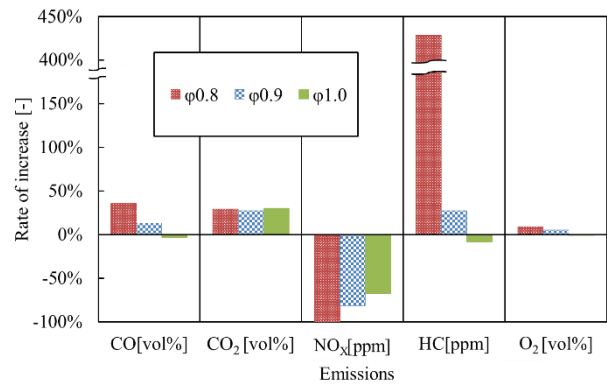 450%
400%
150%
100%
50%
0%
-50%
-100%
Rate of increase [-]
φ0.8 φ0.9 φ1.0
CO[vol%] CO₂ [vol%] NOX[ppm] HC[ppm] O₂ [vol%]
Emissions